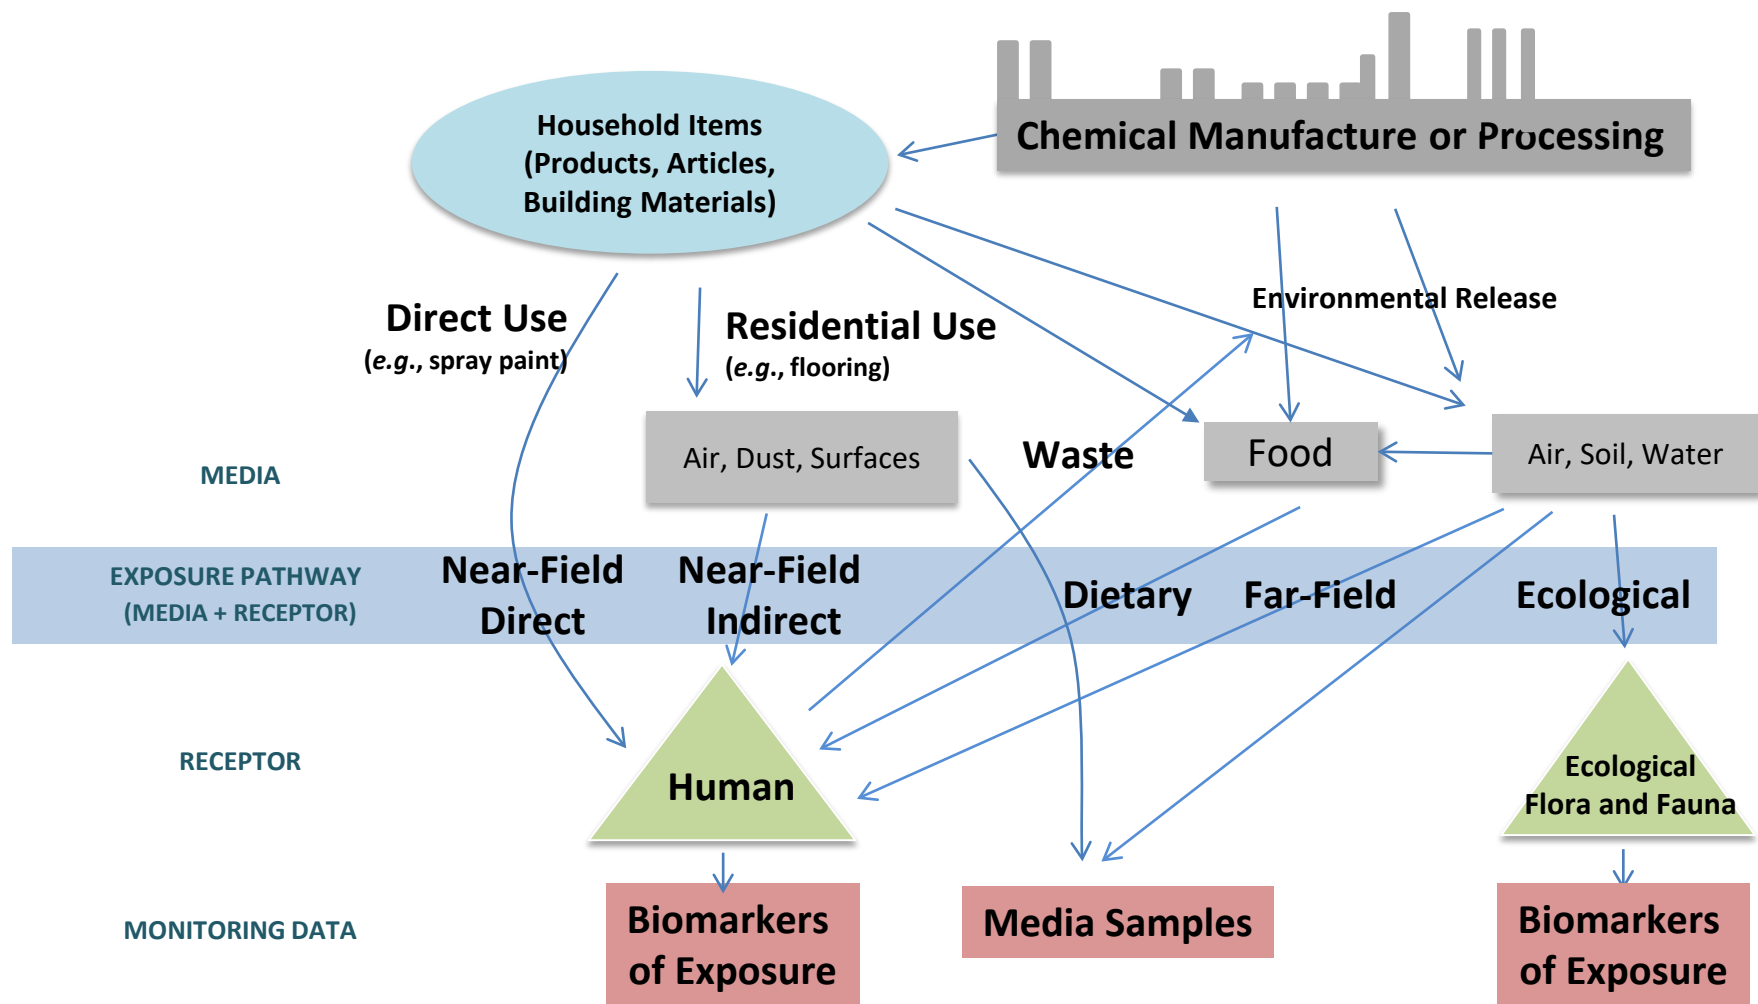 Household Items
(Products, Articles,
Building Materials)
Chemical Manufacture or Processing
Direct Use
(e.g., spray paint)
Residential Use
(e.g., flooring)
Environmental Release
Air, Dust, Surfaces
Waste
Food
Air, Soil, Water
MEDIA
EXPOSURE PATHWAY
(MEDIA + RECEPTOR)
Near-Field
Direct
Near-Field
Indirect
Dietary
Far-Field
Ecological
RECEPTOR
Human
Ecological
Flora and Fauna
MONITORING DATA
Biomarkers
of Exposure
Media Samples
Biomarkers
of Exposure